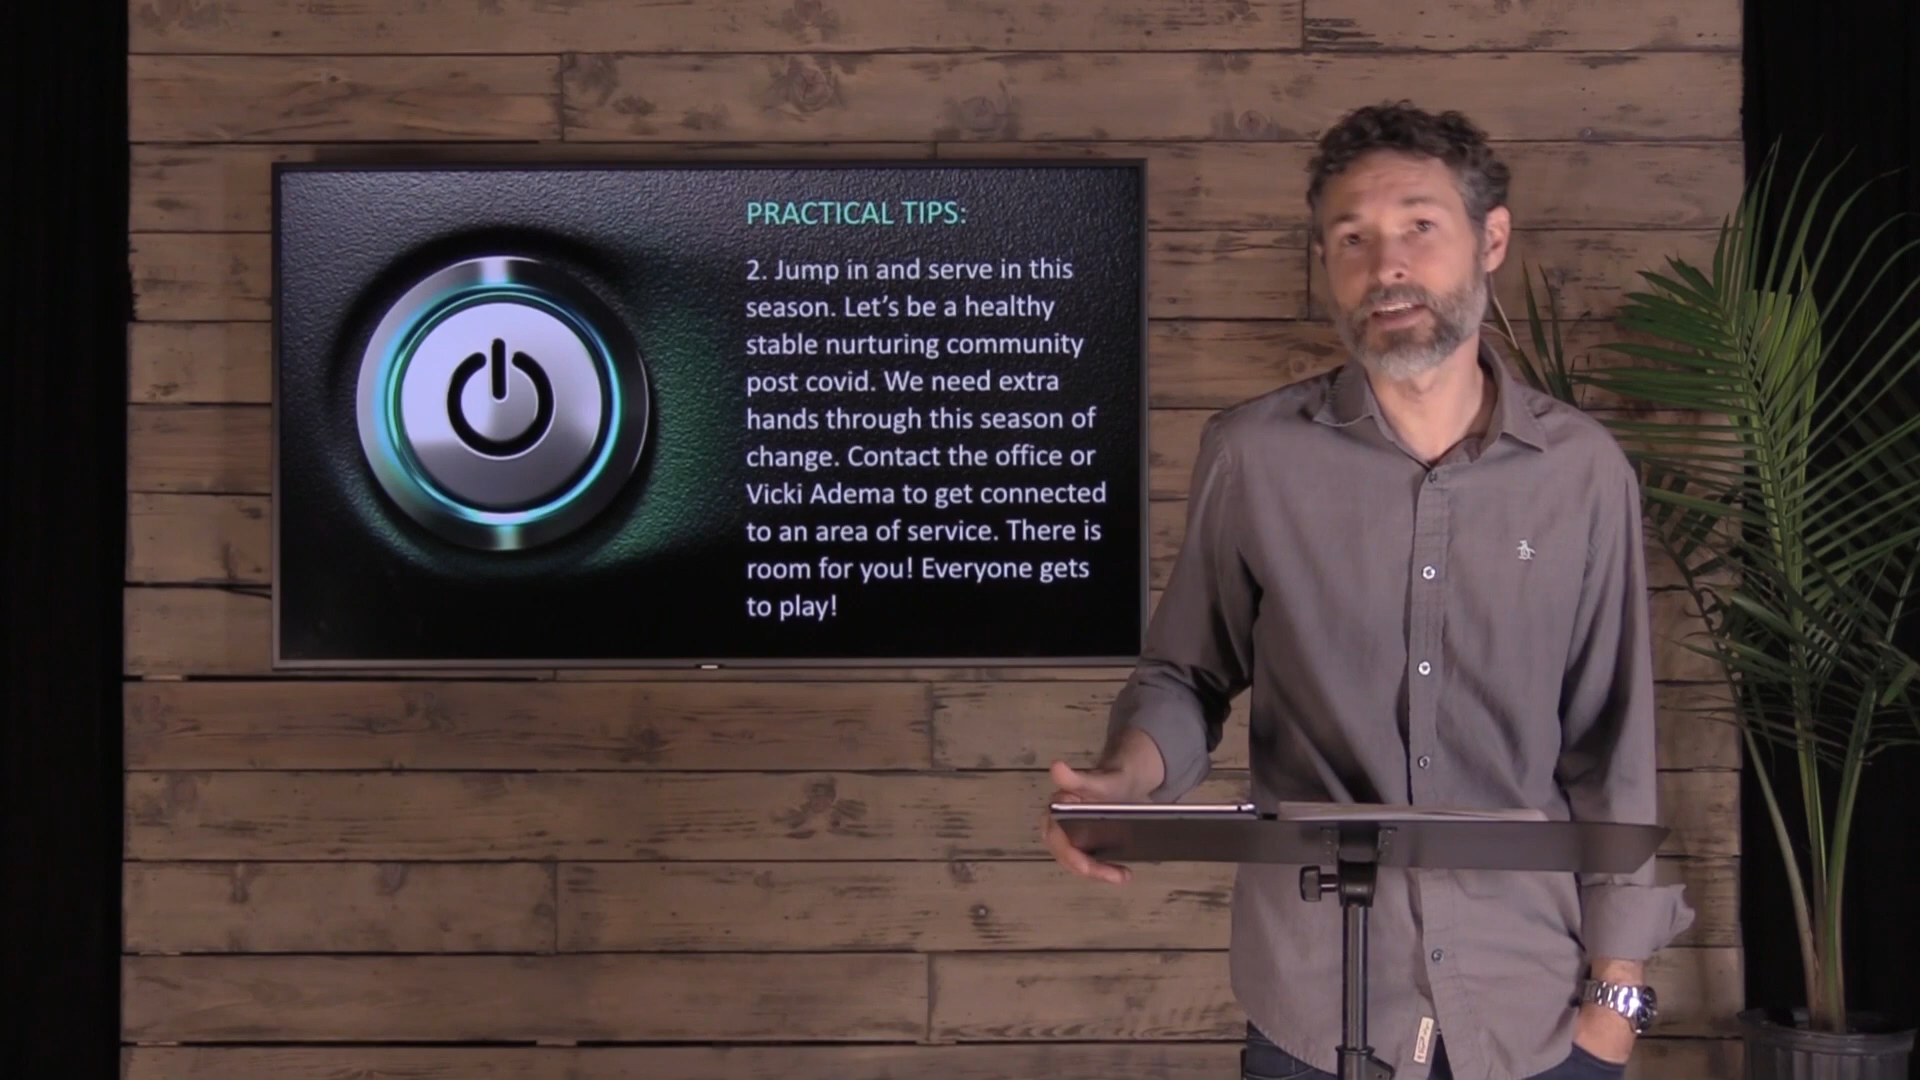 PRACTICAL TIPS:
2. Jump in and serve in this
season. Let's be a healthy
stable nurturing community
post covid. We need extra
hands through this season of
change. Contact the office or
Vicki Adema to get connected
to an area of service. There is
room for you! Everyone gets
to play!